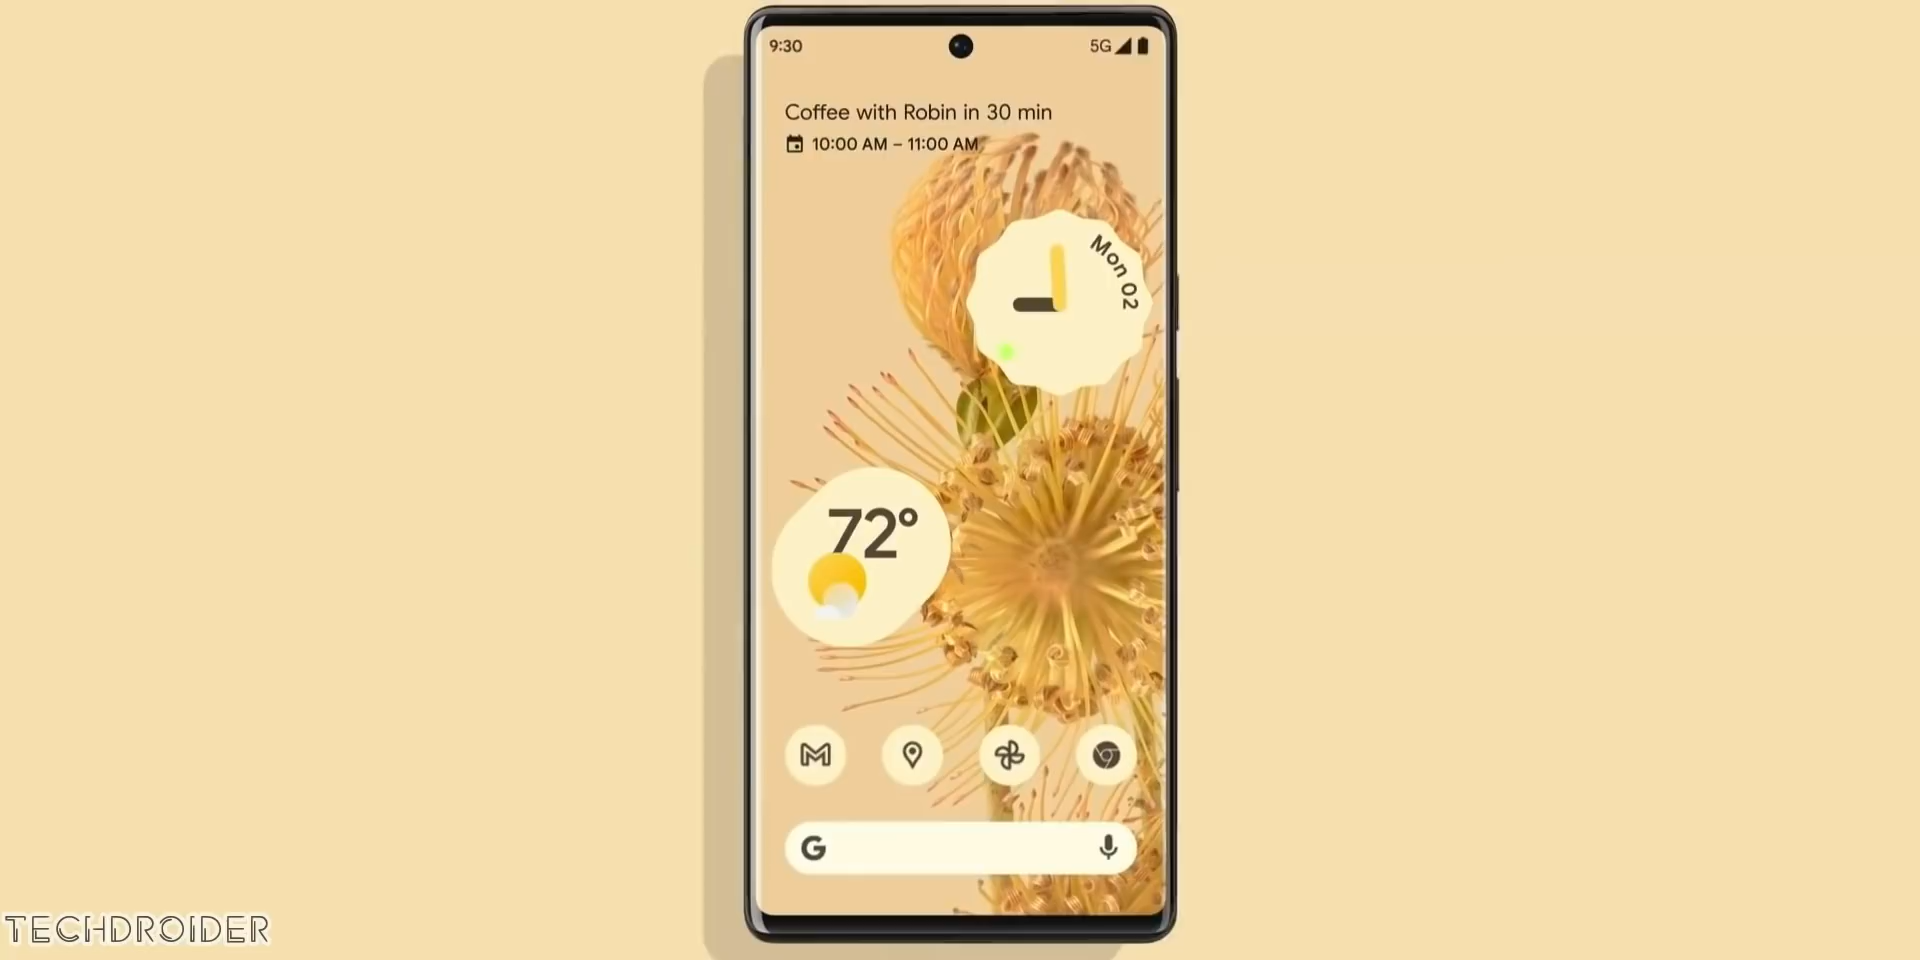 9:30
5G
Coffee with Robin in 30 min
10:00 AM – 11:00 AM
Mon 02
72°
G
TECHDROIDER